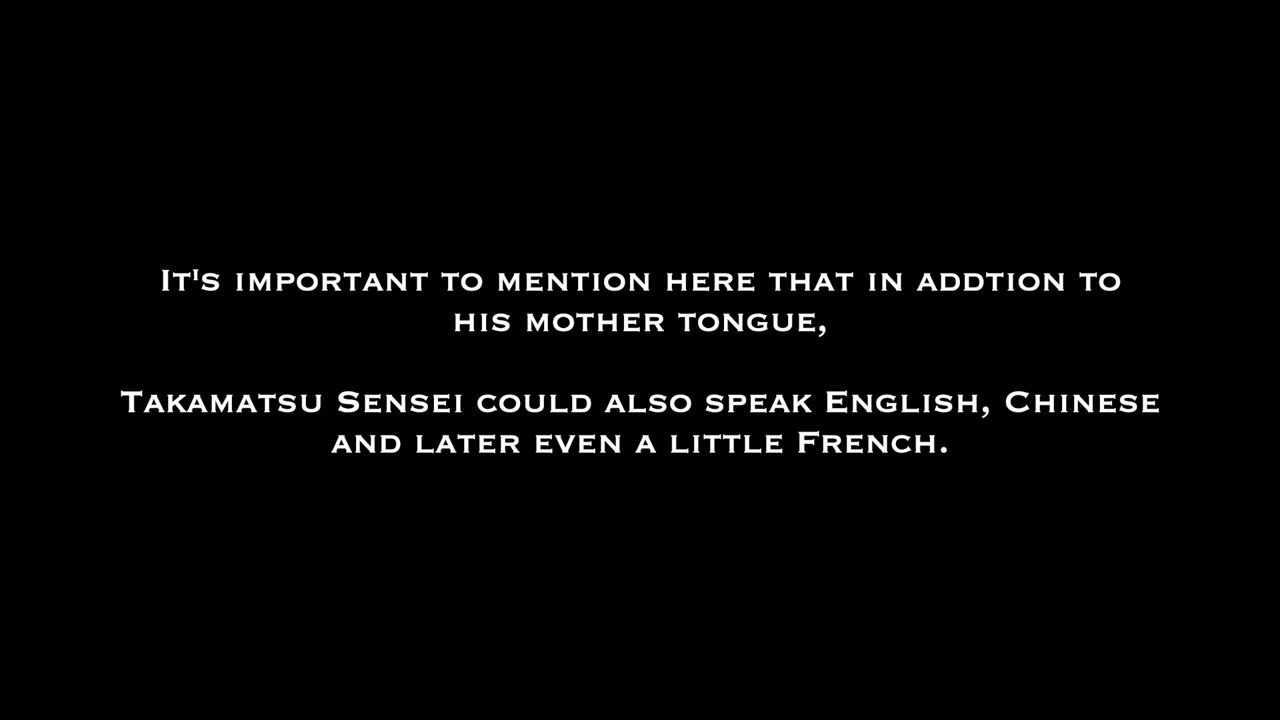 It's important to mention here that in addtion to
his mother tongue,
Takamatsu Sensei could also speak English, Chinese
and later even a little French.